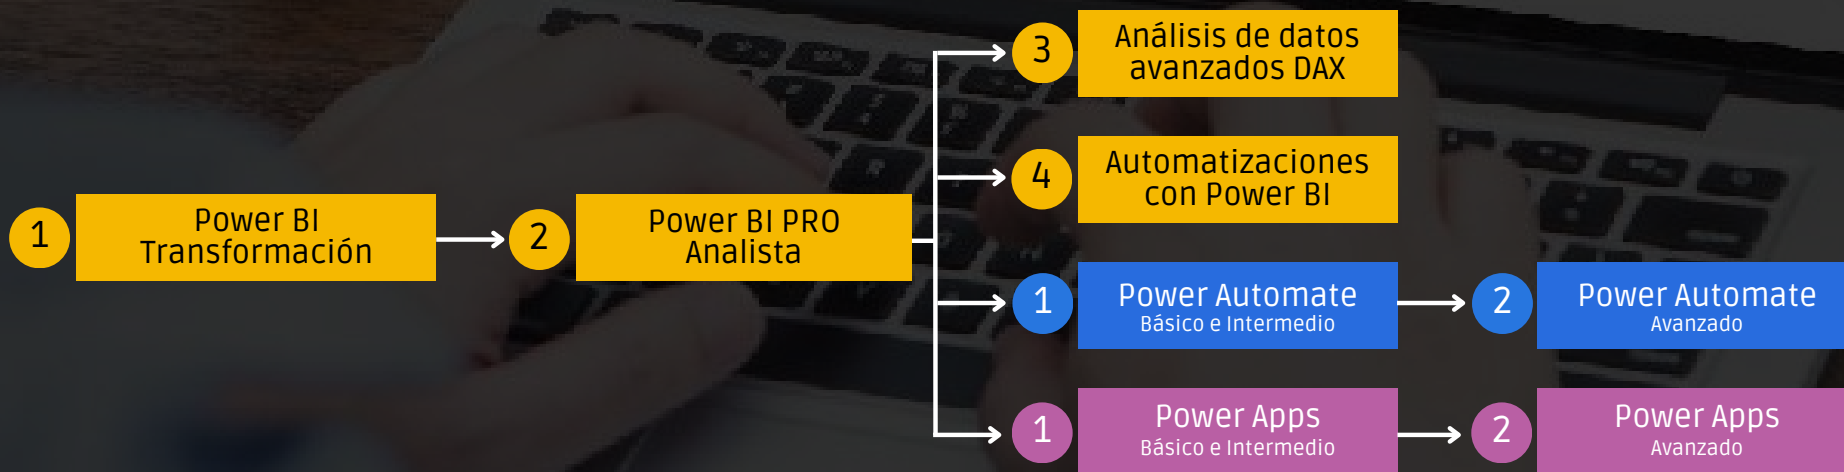 1
Power BI
Transformación
2
Power BI PRO
Analista
3
Análisis de datos
avanzados DAX
4
Automatizaciones
con Power BI
1
Power Automate
Básico e Intermedio
2
Power Automate
Avanzado
1
Power Apps
Básico e Intermedio
2
Power Apps
Avanzado